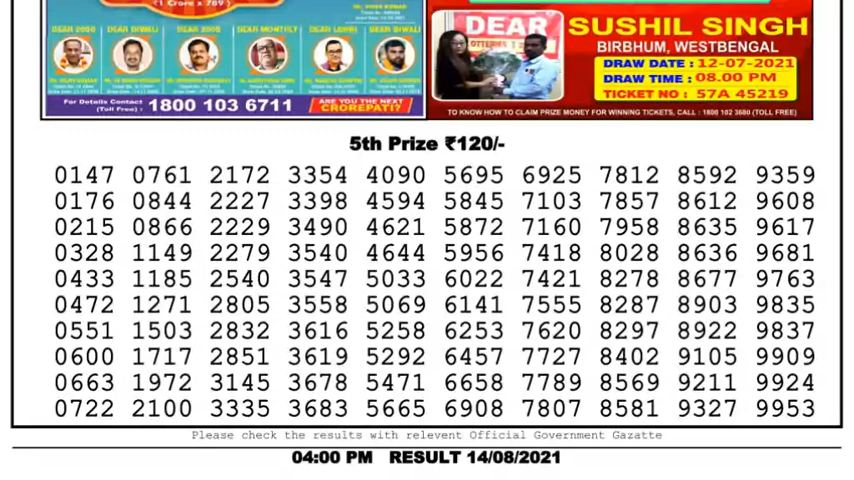 ₹1 Crore x 789
DEAR 2000 DEAR DIWALI DEAR 2000 DEAR MONTHLY DEAR LOHRI DEAR DIWALI
For Details Contact (Toll Free) : 1800 103 6711
ARE YOU THE NEXT CROREPATI?
DEAR
LOTTERIES
SUSHIL SINGH
BIRBHUM, WESTBENGAL
DRAW DATE : 12-07-2021
DRAW TIME : 08.00 PM
TICKET NO : 57A 45219
TO KNOW HOW TO CLAIM PRIZE MONEY FOR WINNING TICKETS, CALL : 1800 102 3680 (TOLL FREE)
5th Prize ₹120/-
0147 0761 2172 3354 4090 5695 6925 7812 8592 9359
0176 0844 2227 3398 4594 5845 7103 7857 8612 9608
0215 0866 2229 3490 4621 5872 7160 7958 8635 9617
0328 1149 2279 3540 4644 5956 7418 8028 8636 9681
0433 1185 2540 3547 5033 6022 7421 8278 8677 9763
0472 1271 2805 3558 5069 6141 7555 8287 8903 9835
0551 1503 2832 3616 5258 6253 7620 8297 8922 9837
0600 1717 2851 3619 5292 6457 7727 8402 9105 9909
0663 1972 3145 3678 5471 6658 7789 8569 9211 9924
0722 2100 3335 3683 5665 6908 7807 8581 9327 9953
Please check the results with relevent Official Government Gazatte
04:00 PM RESULT 14/08/2021